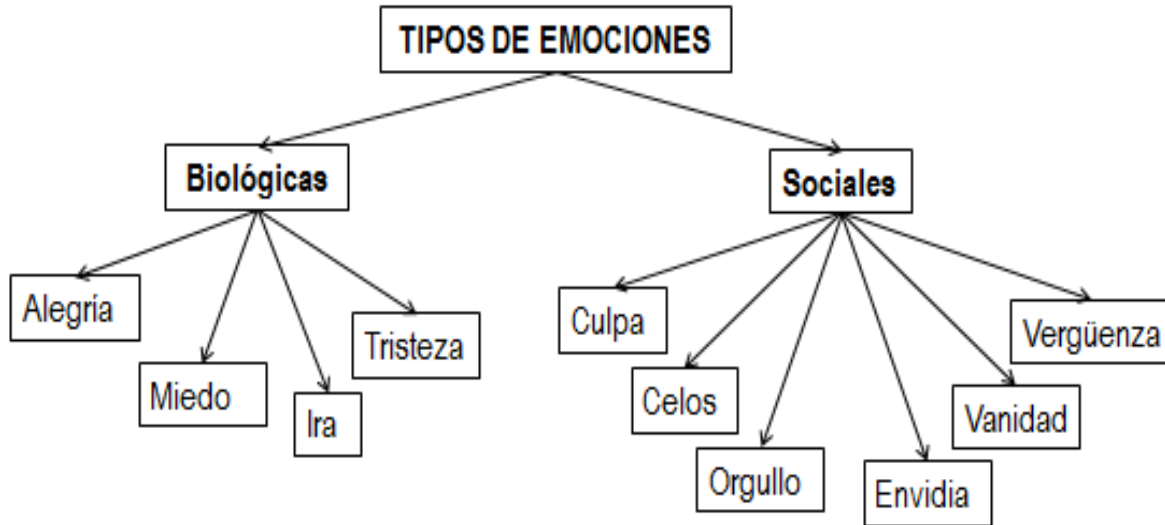 TIPOS DE EMOCIONES
Biológicas
Sociales
Alegría
Miedo
Ira
Tristeza
Culpa
Celos
Orgullo
Envidia
Vanidad
Vergüenza